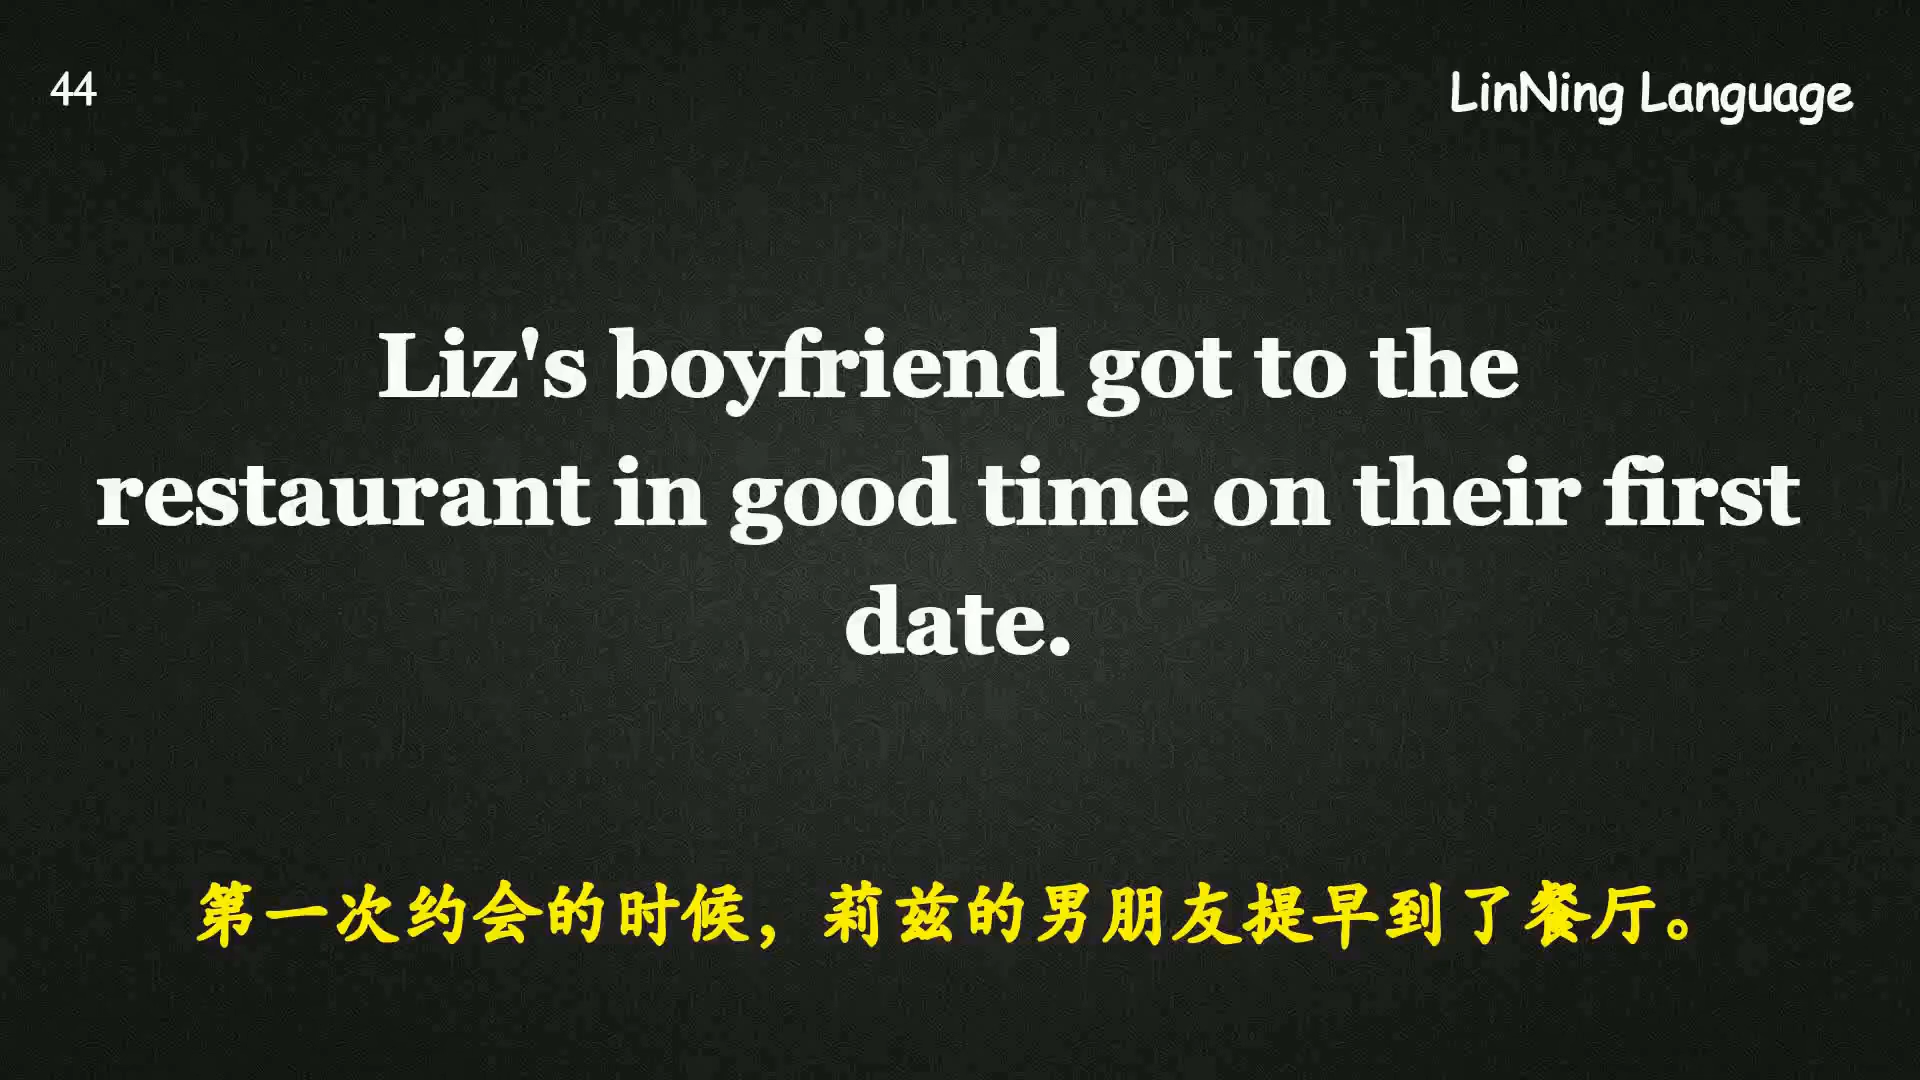 44
LinNing Language
Liz's boyfriend got to the
restaurant in good time on their first
date.
第一次约会的时候，莉兹的男朋友提早到了餐厅。